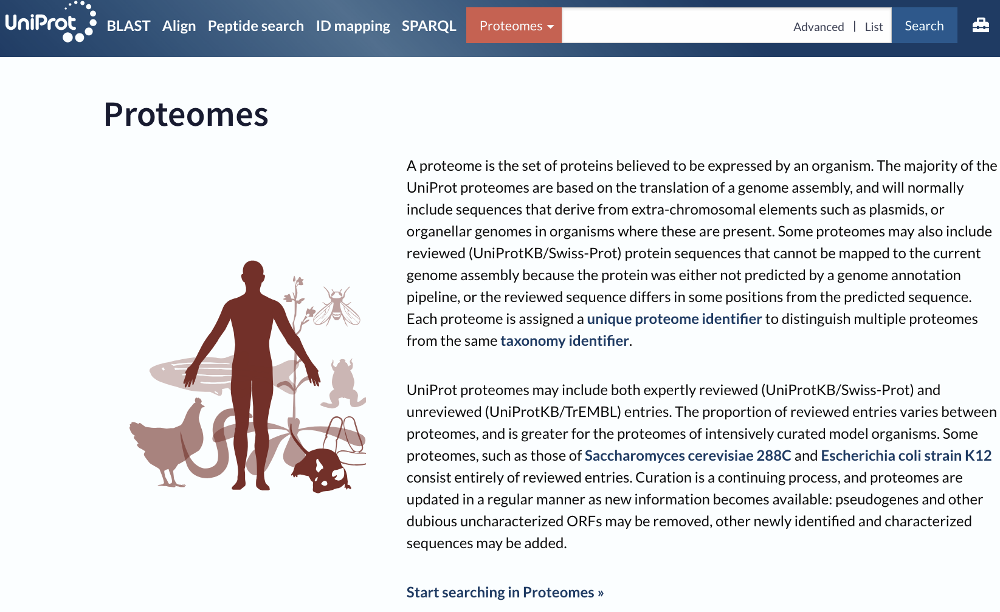 UniProt BLAST Align Peptide search ID mapping SPARQL Proteomes Advanced | List Search
Proteomes
A proteome is the set of proteins believed to be expressed by an organism. The majority of the
UniProt proteomes are based on the translation of a genome assembly, and will normally
include sequences that derive from extra-chromosomal elements such as plasmids, or
organellar genomes in organisms where these are present. Some proteomes may also include
reviewed (UniProtKB/Swiss-Prot) protein sequences that cannot be mapped to the current
genome assembly because the protein was either not predicted by a genome annotation
pipeline, or the reviewed sequence differs in some positions from the predicted sequence.
Each proteome is assigned a unique proteome identifier to distinguish multiple proteomes
from the same taxonomy identifier.
UniProt proteomes may include both expertly reviewed (UniProtKB/Swiss-Prot) and
unreviewed (UniProtKB/TrEMBL) entries. The proportion of reviewed entries varies between
proteomes, and is greater for the proteomes of intensively curated model organisms. Some
proteomes, such as those of Saccharomyces cerevisiae 288C and Escherichia coli strain K12
consist entirely of reviewed entries. Curation is a continuing process, and proteomes are
updated in a regular manner as new information becomes available: pseudogenes and other
dubious uncharacterized ORFs may be removed, other newly identified and characterized
sequences may be added.
Start searching in Proteomes »